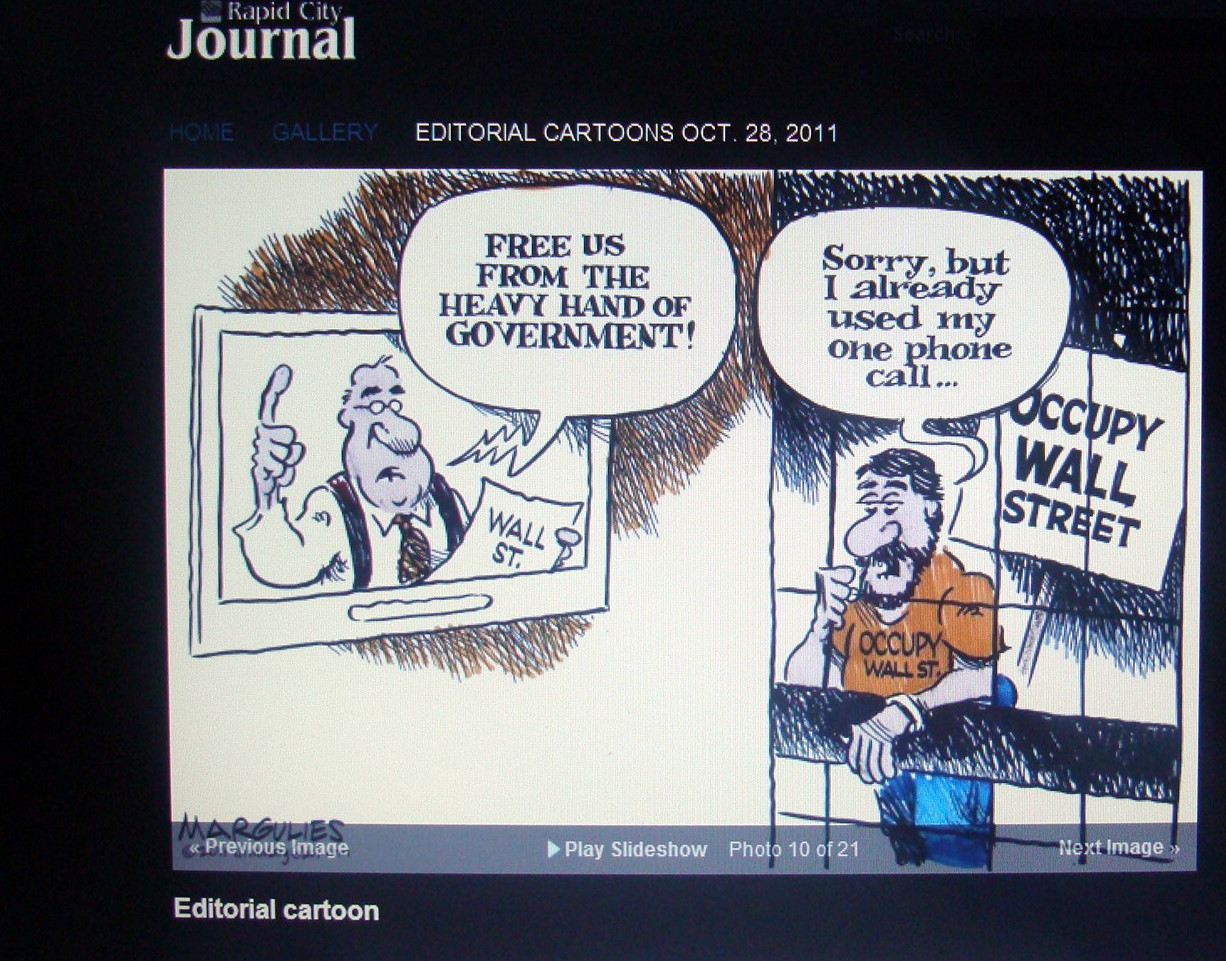 Rapid City
Journal
Search
HOME GALLERY EDITORIAL CARTOONS OCT. 28, 2011
FREE US
FROM THE
HEAVY HAND OF
GOVERNMENT!
Sorry, but
I already
used my
one phone
call...
WALL
ST.
OCCUPY
WALL
STREET
OCCUPY
WALL ST.
MARGULIES
« Previous Image
Play Slideshow
Photo 10 of 21
Next Image »
Editorial cartoon